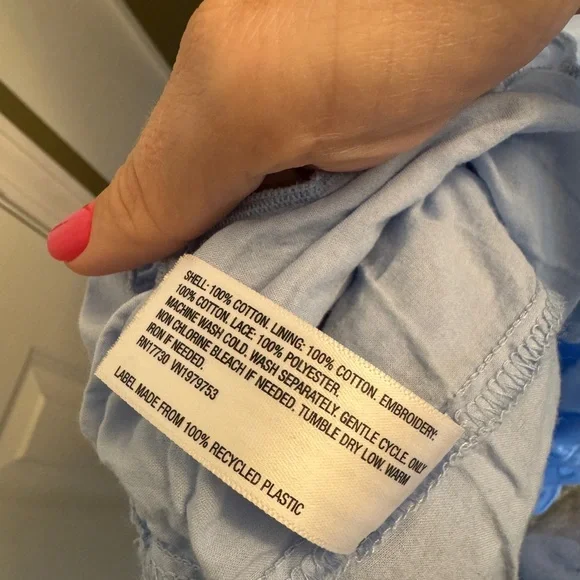 SHELL: 100% COTTON. LINING: 100% COTTON. EMBROIDERY:
100% COTTON. LACE: 100% POLYESTER.
MACHINE WASH COLD. WASH SEPARATELY. GENTLE CYCLE. ONLY
NON CHLORINE BLEACH IF NEEDED. TUMBLE DRY LOW. WARM
IRON IF NEEDED.
RN17730 VN1979753
LABEL MADE FROM 100% RECYCLED PLASTIC